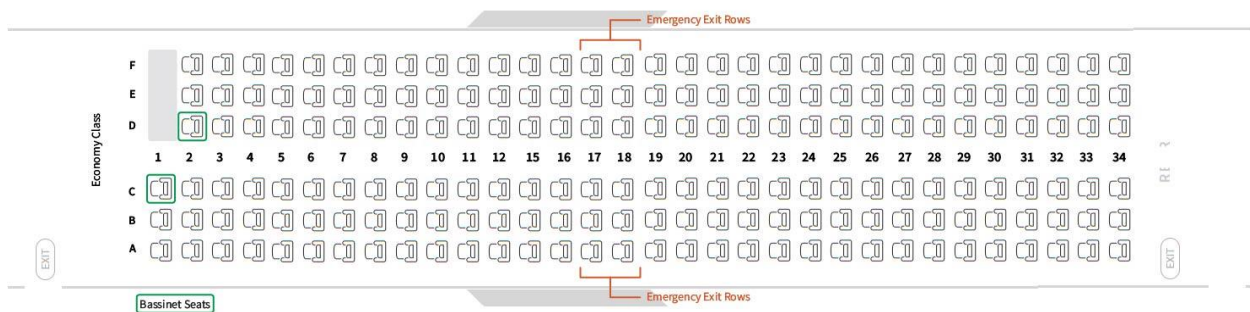 Emergency Exit Rows
F
E
D
Economy Class
1 2 3 4 5 6 7 8 9 10 11 12 15 16 17 18 19 20 21 22 23 24 25 26 27 28 29 30 31 32 33 34
C
B
A
EXIT
EXIT
Emergency Exit Rows
Bassinet Seats